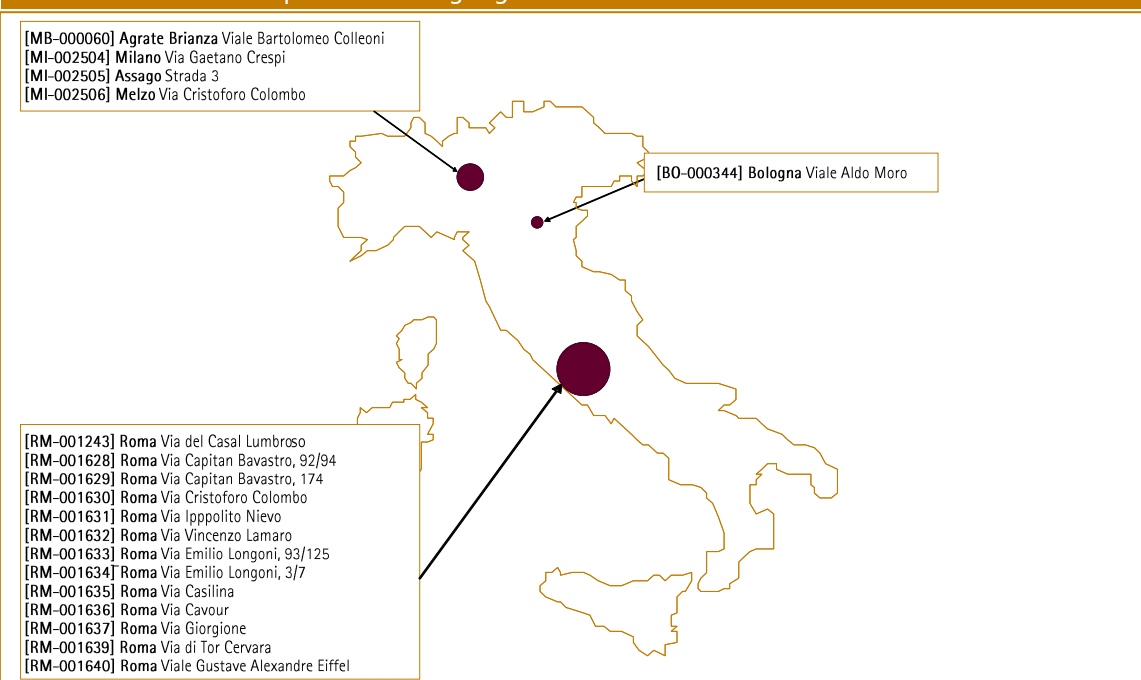 [MB-000060] Agrate Brianza Viale Bartolomeo Colleoni
[MI-002504] Milano Via Gaetano Crespi
[MI-002505] Assago Strada 3
[MI-002506] Melzo Via Cristoforo Colombo
[BO-000344] Bologna Viale Aldo Moro
[RM-001243] Roma Via del Casal Lumbroso
[RM-001628] Roma Via Capitan Bavastro, 92/94
[RM-001629] Roma Via Capitan Bavastro, 174
[RM-001630] Roma Via Cristoforo Colombo
[RM-001631] Roma Via Ipppolito Nievo
[RM-001632] Roma Via Vincenzo Lamaro
[RM-001633] Roma Via Emilio Longoni, 93/125
[RM-001634] Roma Via Emilio Longoni, 3/7
[RM-001635] Roma Via Casilina
[RM-001636] Roma Via Cavour
[RM-001637] Roma Via Giorgione
[RM-001639] Roma Via di Tor Cervara
[RM-001640] Roma Viale Gustave Alexandre Eiffel